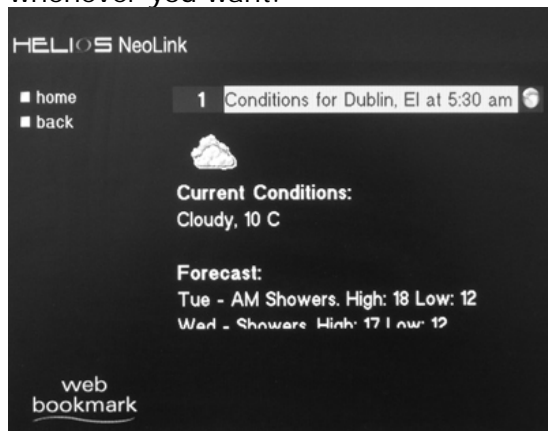 whenever you want.
HELIOS NeoLink
home
back
1 Conditions for Dublin, EI at 5:30 am
Current Conditions:
Cloudy, 10 C
Forecast:
Tue - AM Showers. High: 18 Low: 12
Wed - Showers. High: 17 Low: 12
web
bookmark